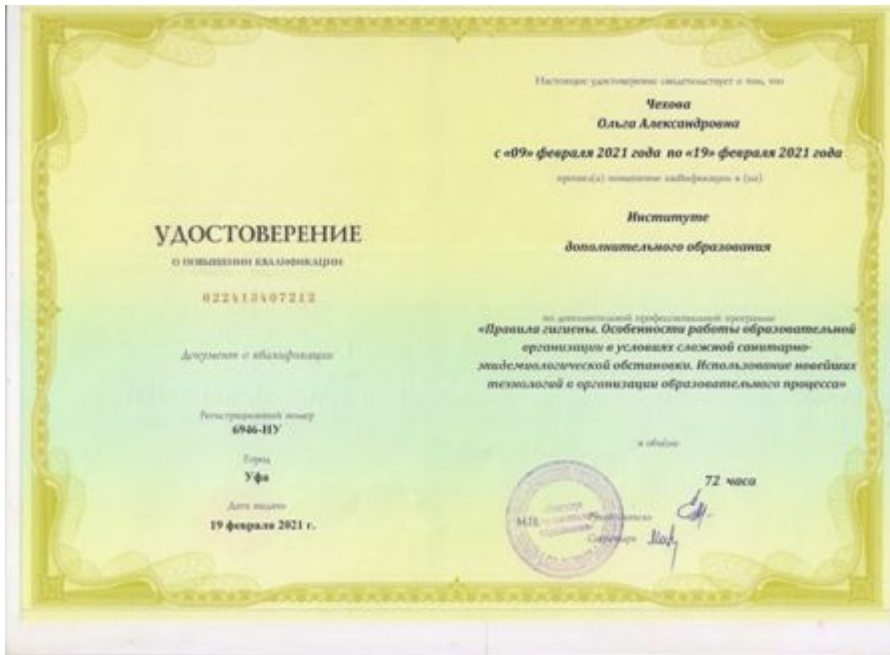 УДОСТОВЕРЕНИЕ
О ПОВЫШЕНИИ КВАЛИФИКАЦИИ
022413407212
Документ о квалификации
Регистрационный номер
6946-НУ
Город
Уфа
Дата выдачи
19 февраля 2021 г.
Настоящее удостоверение свидетельствует о том, что
Чехова
Ольга Александровна
с «09» февраля 2021 года по «19» февраля 2021 года
прошел(а) повышение квалификации в (на)
Институте
дополнительного образования
по дополнительной профессиональной программе
«Правила гигиены. Особенности работы образовательной
организации в условиях сложной санитарно-
эпидемиологической обстановки. Использование новейших
технологий в организации образовательного процесса»
в объёме
72 часа
М.П.
Руководитель
Секретарь